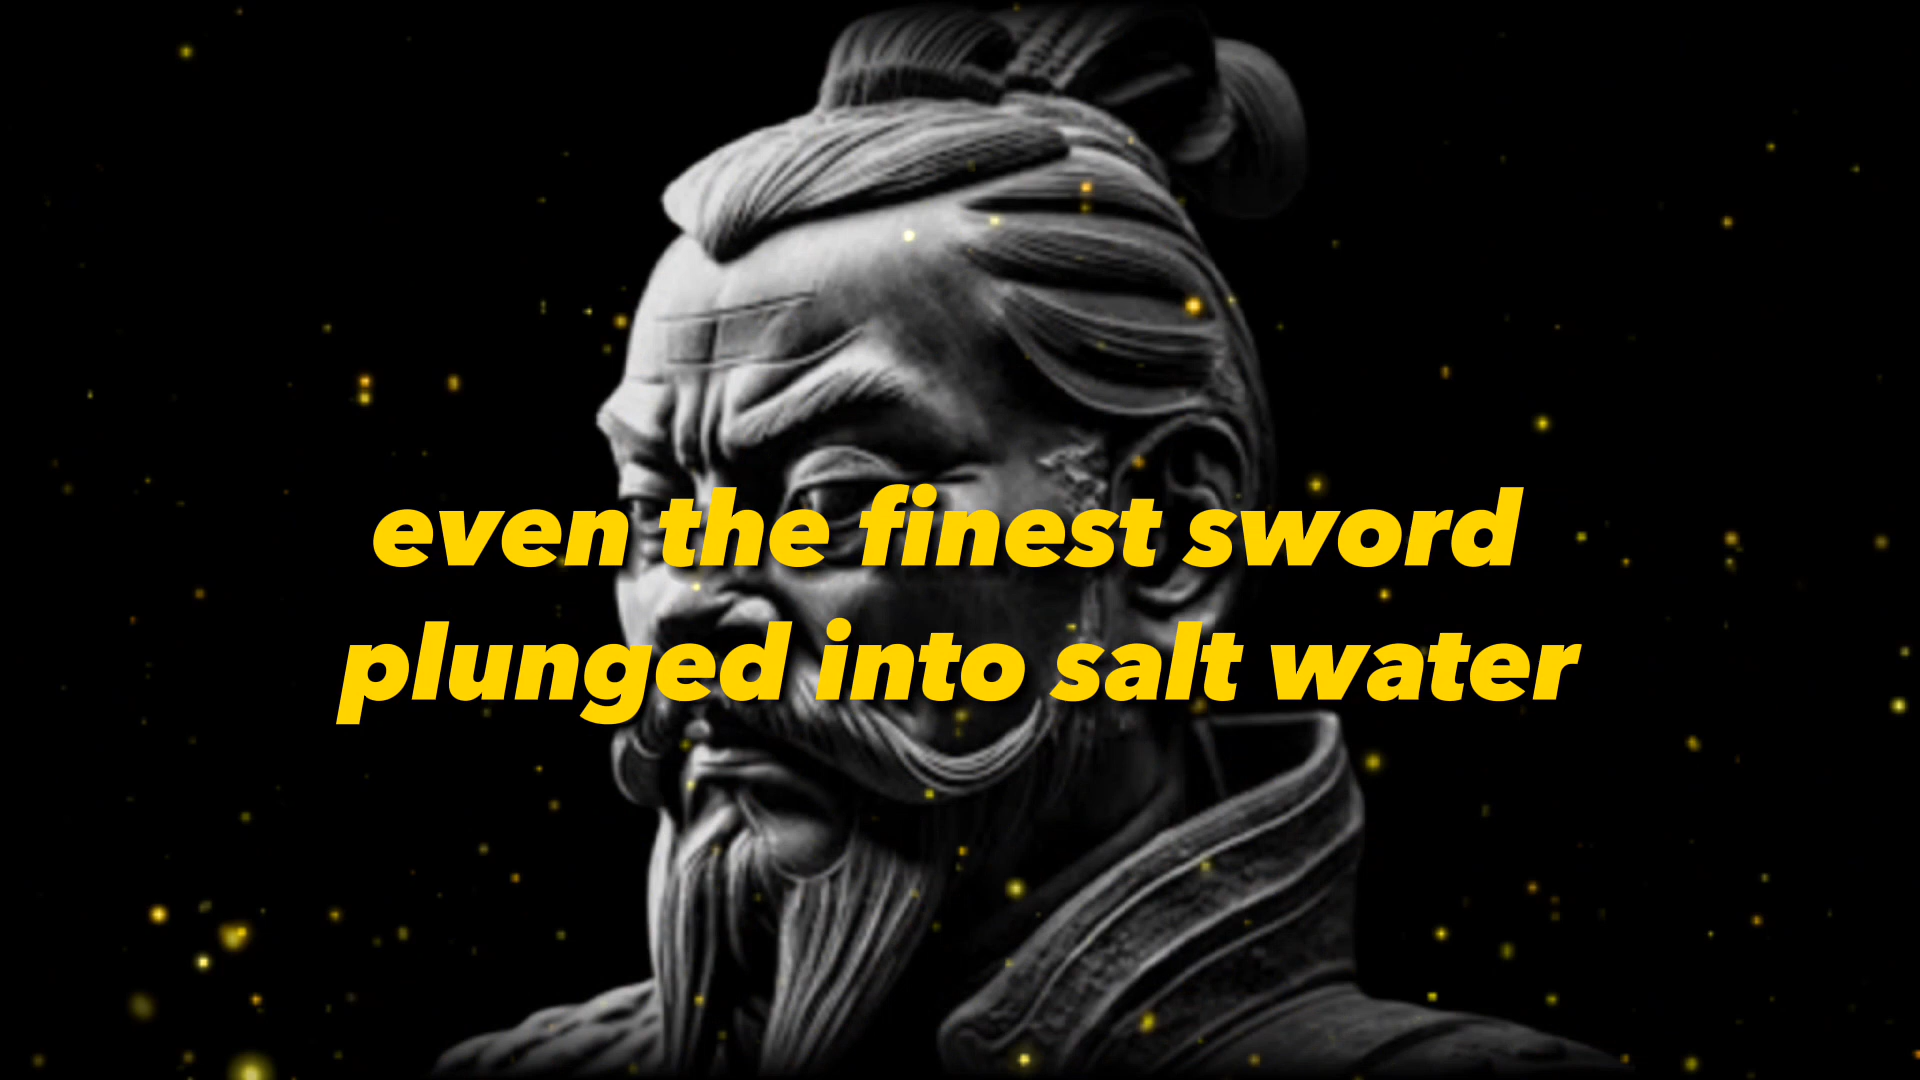 even the finest sword
plunged into salt water